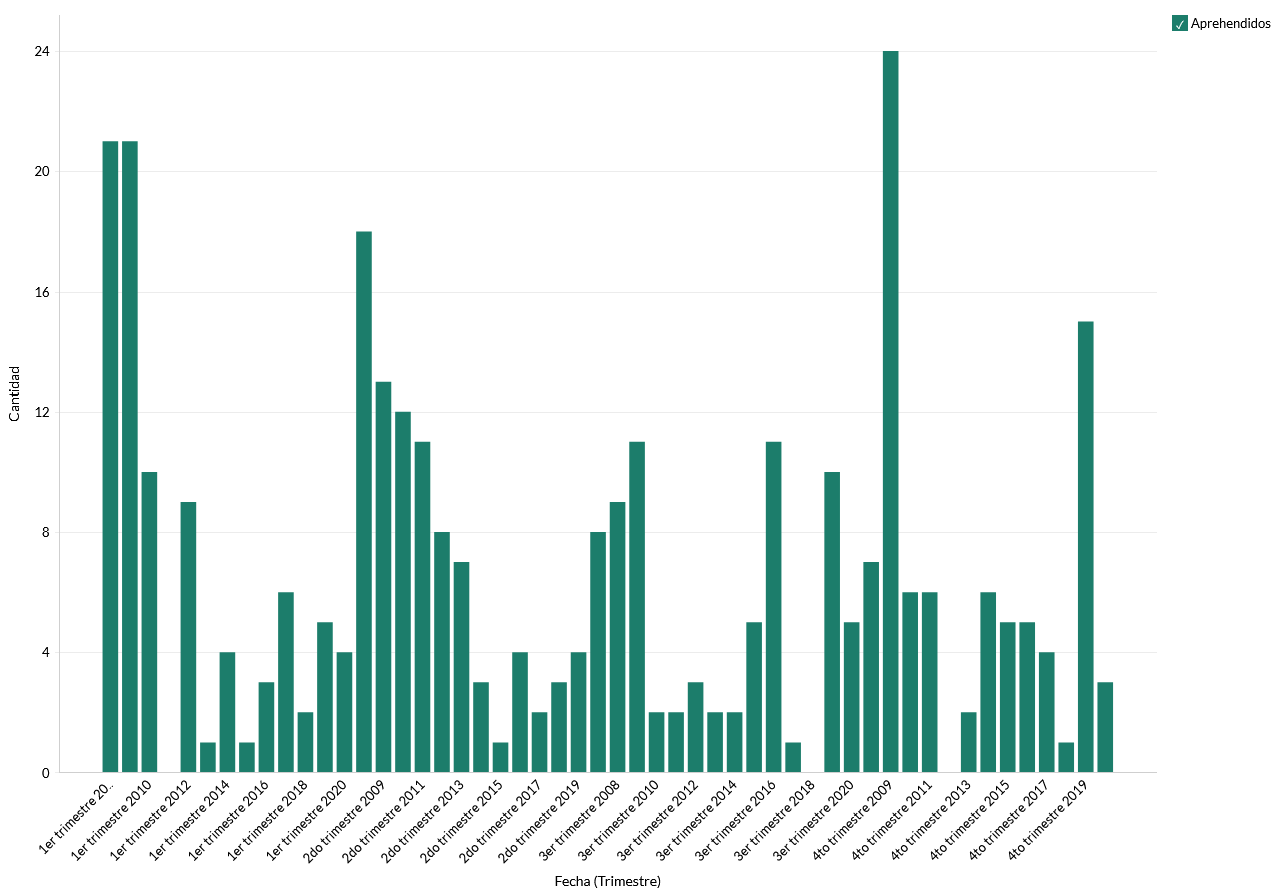 Aprehendidos
24
20
16
12
8
4
0
Cantidad
1er trimestre 20..
1er trimestre 2010
1er trimestre 2012
1er trimestre 2014
1er trimestre 2016
1er trimestre 2018
1er trimestre 2020
2do trimestre 2009
2do trimestre 2011
2do trimestre 2013
2do trimestre 2015
2do trimestre 2017
2do trimestre 2019
3er trimestre 2008
3er trimestre 2010
3er trimestre 2012
3er trimestre 2014
3er trimestre 2016
3er trimestre 2018
3er trimestre 2020
4to trimestre 2009
4to trimestre 2011
4to trimestre 2013
4to trimestre 2015
4to trimestre 2017
4to trimestre 2019
Fecha (Trimestre)